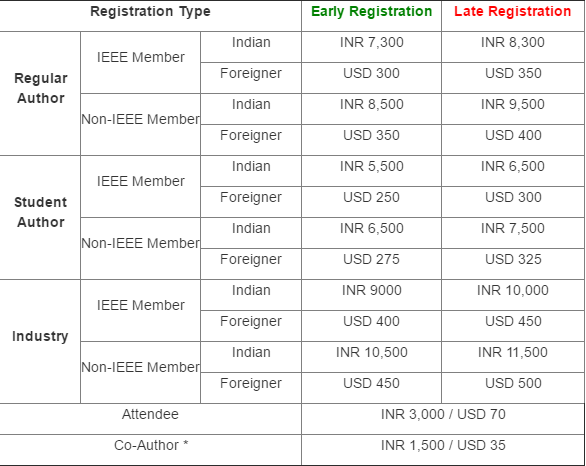 Registration Type Early Registration Late Registration
Regular Author IEEE Member Indian INR 7,300 INR 8,300
Foreigner USD 300 USD 350
Non-IEEE Member Indian INR 8,500 INR 9,500
Foreigner USD 350 USD 400
Student Author IEEE Member Indian INR 5,500 INR 6,500
Foreigner USD 250 USD 300
Non-IEEE Member Indian INR 6,500 INR 7,500
Foreigner USD 275 USD 325
Industry IEEE Member Indian INR 9000 INR 10,000
Foreigner USD 400 USD 450
Non-IEEE Member Indian INR 10,500 INR 11,500
Foreigner USD 450 USD 500
Attendee INR 3,000 / USD 70
Co-Author * INR 1,500 / USD 35